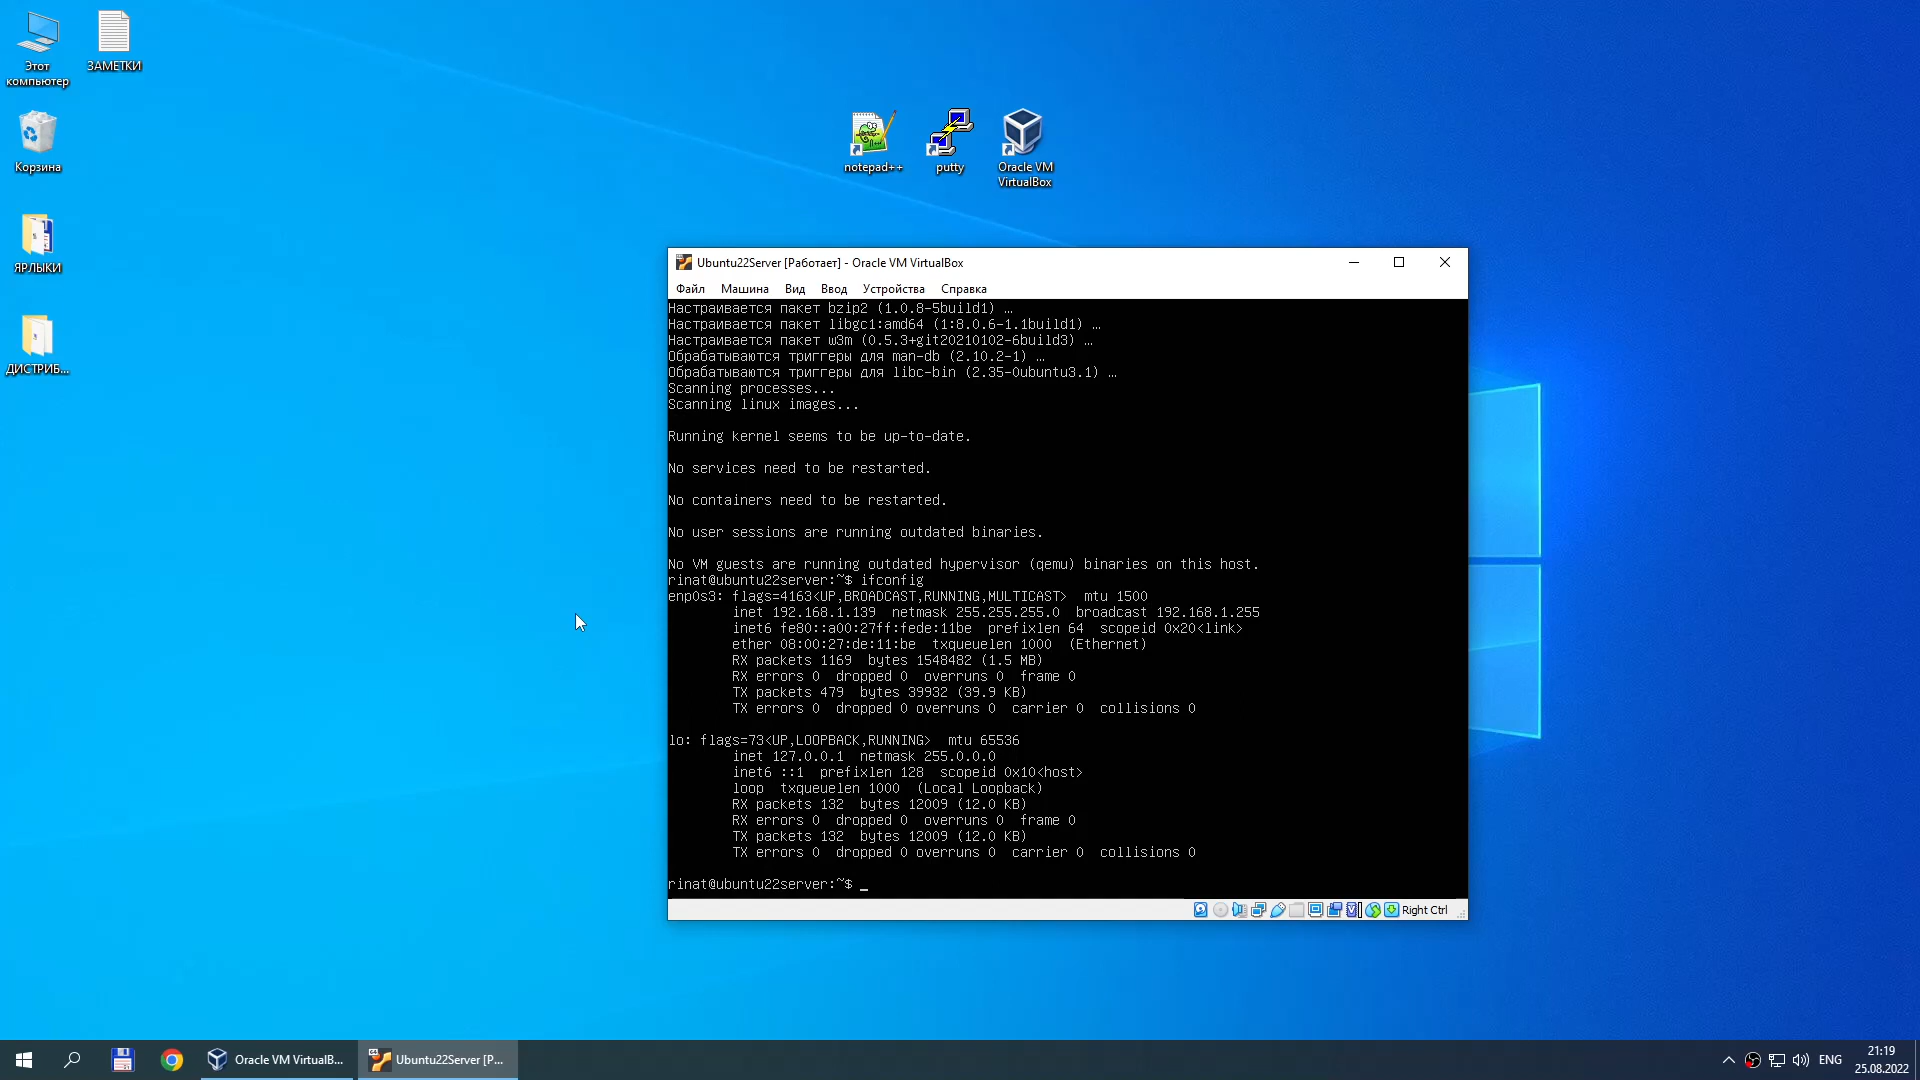 Этот
компьютер
ЗАМЕТКИ
Корзина
ЯРЛЫКИ
ДИСТРИБ...
notepad++
putty
Oracle VM
VirtualBox
Ubuntu22Server [Работает] - Oracle VM VirtualBox
Файл Машина Вид Ввод Устройства Справка
Настраивается пакет bzip2 (1.0.8-5build1) …
Настраивается пакет libgc1:amd64 (1:8.0.6-1.1build1) …
Настраивается пакет w3m (0.5.3+git20210102-6build3) …
Обрабатываются триггеры для man-db (2.10.2-1) …
Обрабатываются триггеры для libc-bin (2.35-0ubuntu3.1) …
Scanning processes...
Scanning linux images...
Running kernel seems to be up-to-date.
No services need to be restarted.
No containers need to be restarted.
No user sessions are running outdated binaries.
No VM guests are running outdated hypervisor (qemu) binaries on this host.
rinat@ubuntu22server:~$ ifconfig
enp0s3: flags=4163<UP,BROADCAST,RUNNING,MULTICAST>  mtu 1500
inet 192.168.1.139  netmask 255.255.255.0  broadcast 192.168.1.255
inet6 fe80::a00:27ff:fede:11be  prefixlen 64  scopeid 0x20<link>
ether 08:00:27:de:11:be  txqueuelen 1000  (Ethernet)
RX packets 1169  bytes 1548482 (1.5 MB)
RX errors 0  dropped 0  overruns 0  frame 0
TX packets 479  bytes 39932 (39.9 KB)
TX errors 0  dropped 0 overruns 0  carrier 0  collisions 0
lo: flags=73<UP,LOOPBACK,RUNNING>  mtu 65536
inet 127.0.0.1  netmask 255.0.0.0
inet6 ::1  prefixlen 128  scopeid 0x10<host>
loop  txqueuelen 1000  (Local Loopback)
RX packets 132  bytes 12009 (12.0 KB)
RX errors 0  dropped 0  overruns 0  frame 0
TX packets 132  bytes 12009 (12.0 KB)
TX errors 0  dropped 0 overruns 0  carrier 0  collisions 0
rinat@ubuntu22server:~$ _
Right Ctrl
Oracle VM VirtualB...
Ubuntu22Server [Р...
ENG
21:19
25.08.2022